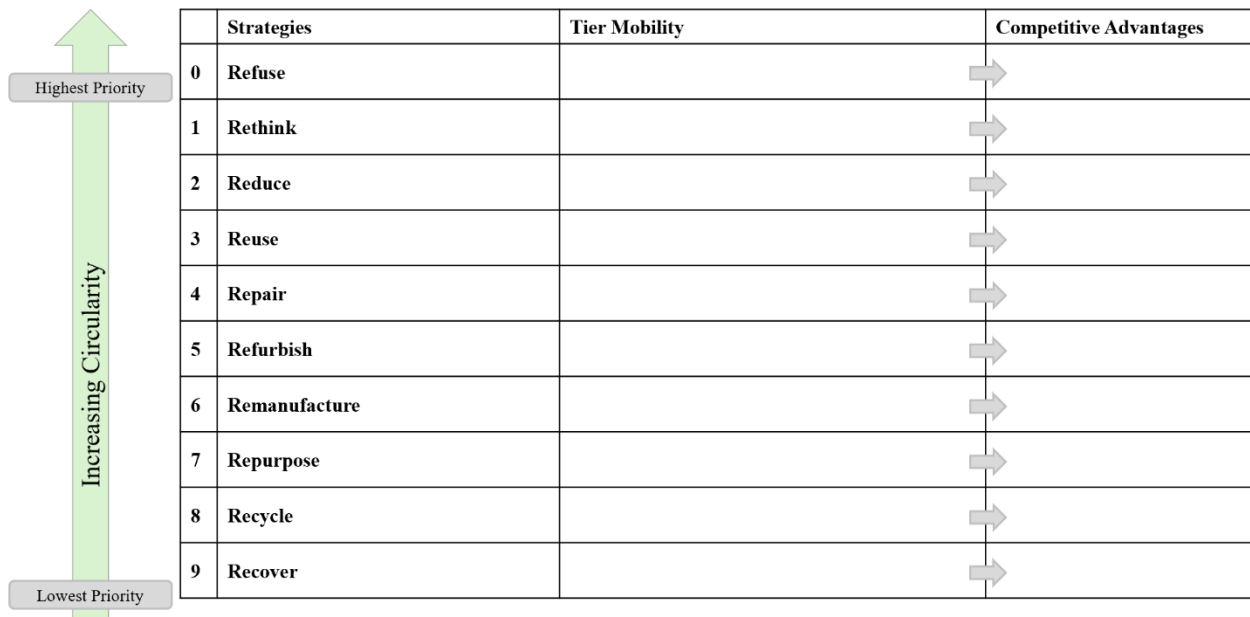 Strategies Tier Mobility Competitive Advantages
0 Refuse
Highest Priority
1 Rethink
2 Reduce
3 Reuse
4 Repair
5 Refurbish
6 Remanufacture
7 Repurpose
8 Recycle
9 Recover
Lowest Priority
Increasing Circularity